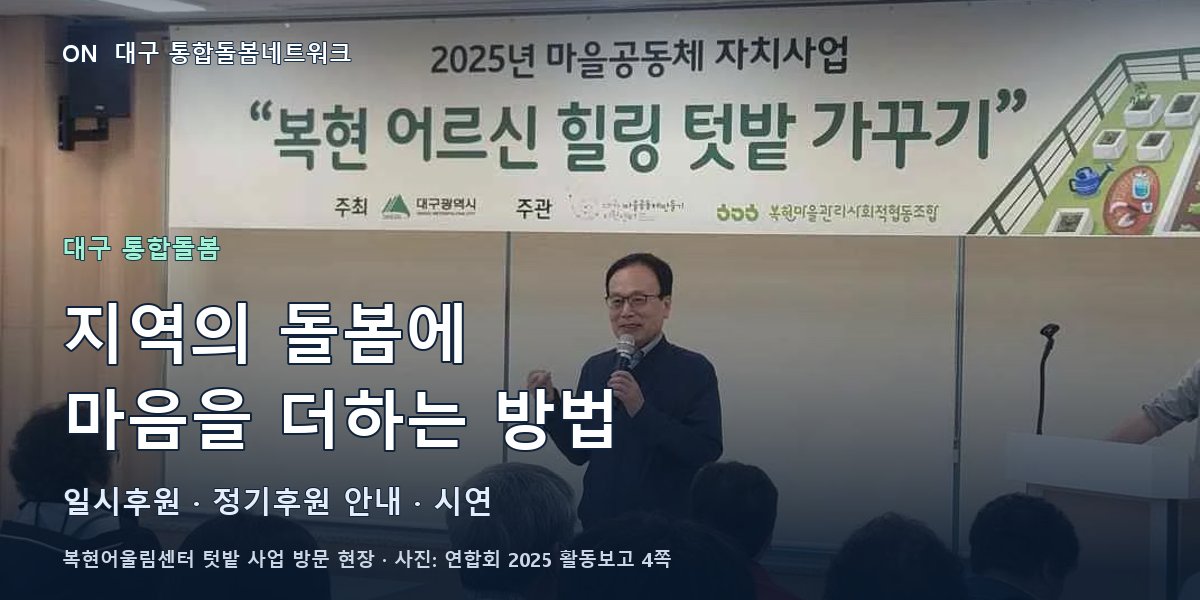 ON 대구 통합돌봄네트워크
2025년 마을공동체 자치사업
“복현 어르신 힐링 텃밭 가꾸기”
주최 대구광역시 주관 복현마을관리사회적협동조합
대구 통합돌봄
지역의 돌봄에
마음을 더하는 방법
일시후원 · 정기후원 안내 · 시연
복현어울림센터 텃밭 사업 방문 현장 · 사진: 연합회 2025 활동보고 4쪽